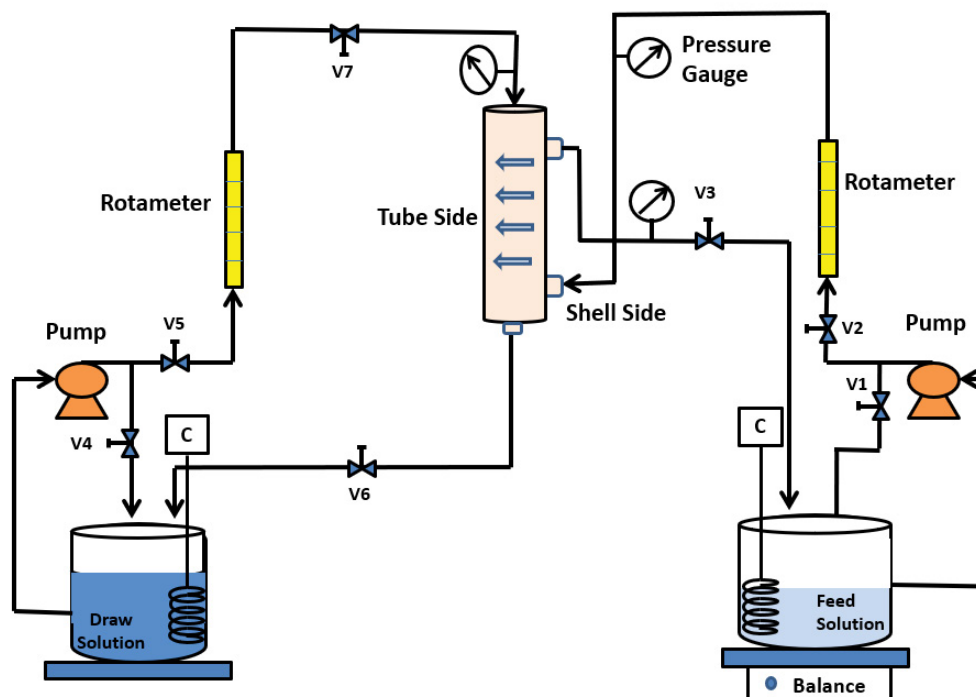 V7
Pressure
Gauge
Rotameter
Tube Side
V3
Rotameter
Shell Side
Pump
V5
V2
Pump
V1
V4
C
C
V6
Draw
Solution
Feed
Solution
Balance